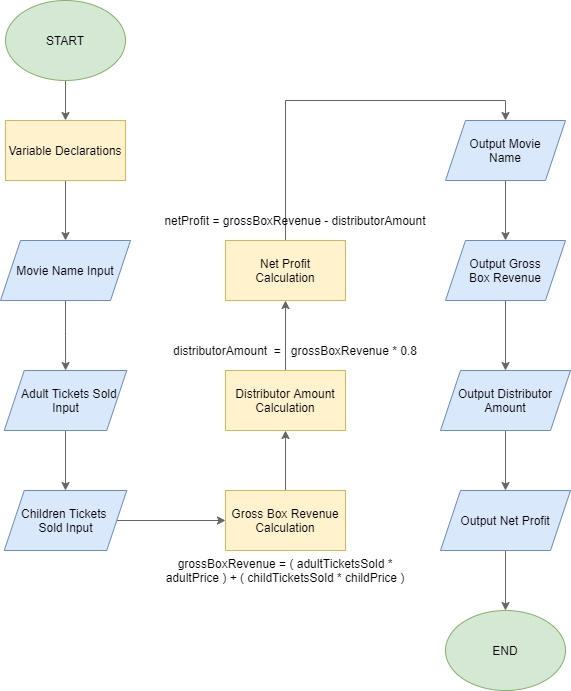 START
Variable Declarations
Movie Name Input
Adult Tickets Sold
Input
Children Tickets
Sold Input
netProfit = grossBoxRevenue - distributorAmount
Net Profit
Calculation
distributorAmount = grossBoxRevenue * 0.8
Distributor Amount
Calculation
Gross Box Revenue
Calculation
grossBoxRevenue = ( adultTicketsSold *
adultPrice ) + ( childTicketsSold * childPrice )
Output Movie
Name
Output Gross
Box Revenue
Output Distributor
Amount
Output Net Profit
END